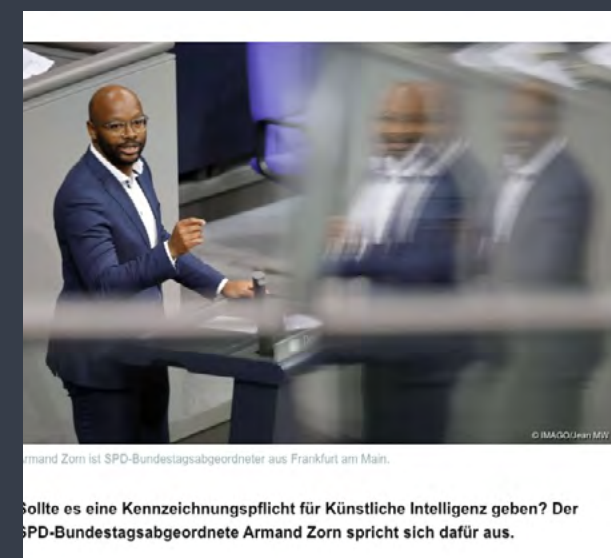 © IMAGO/Jean MW
Armand Zorn ist SPD-Bundestagsabgeordneter aus Frankfurt am Main.
Sollte es eine Kennzeichnungspflicht für Künstliche Intelligenz geben? Der
SPD-Bundestagsabgeordnete Armand Zorn spricht sich dafür aus.